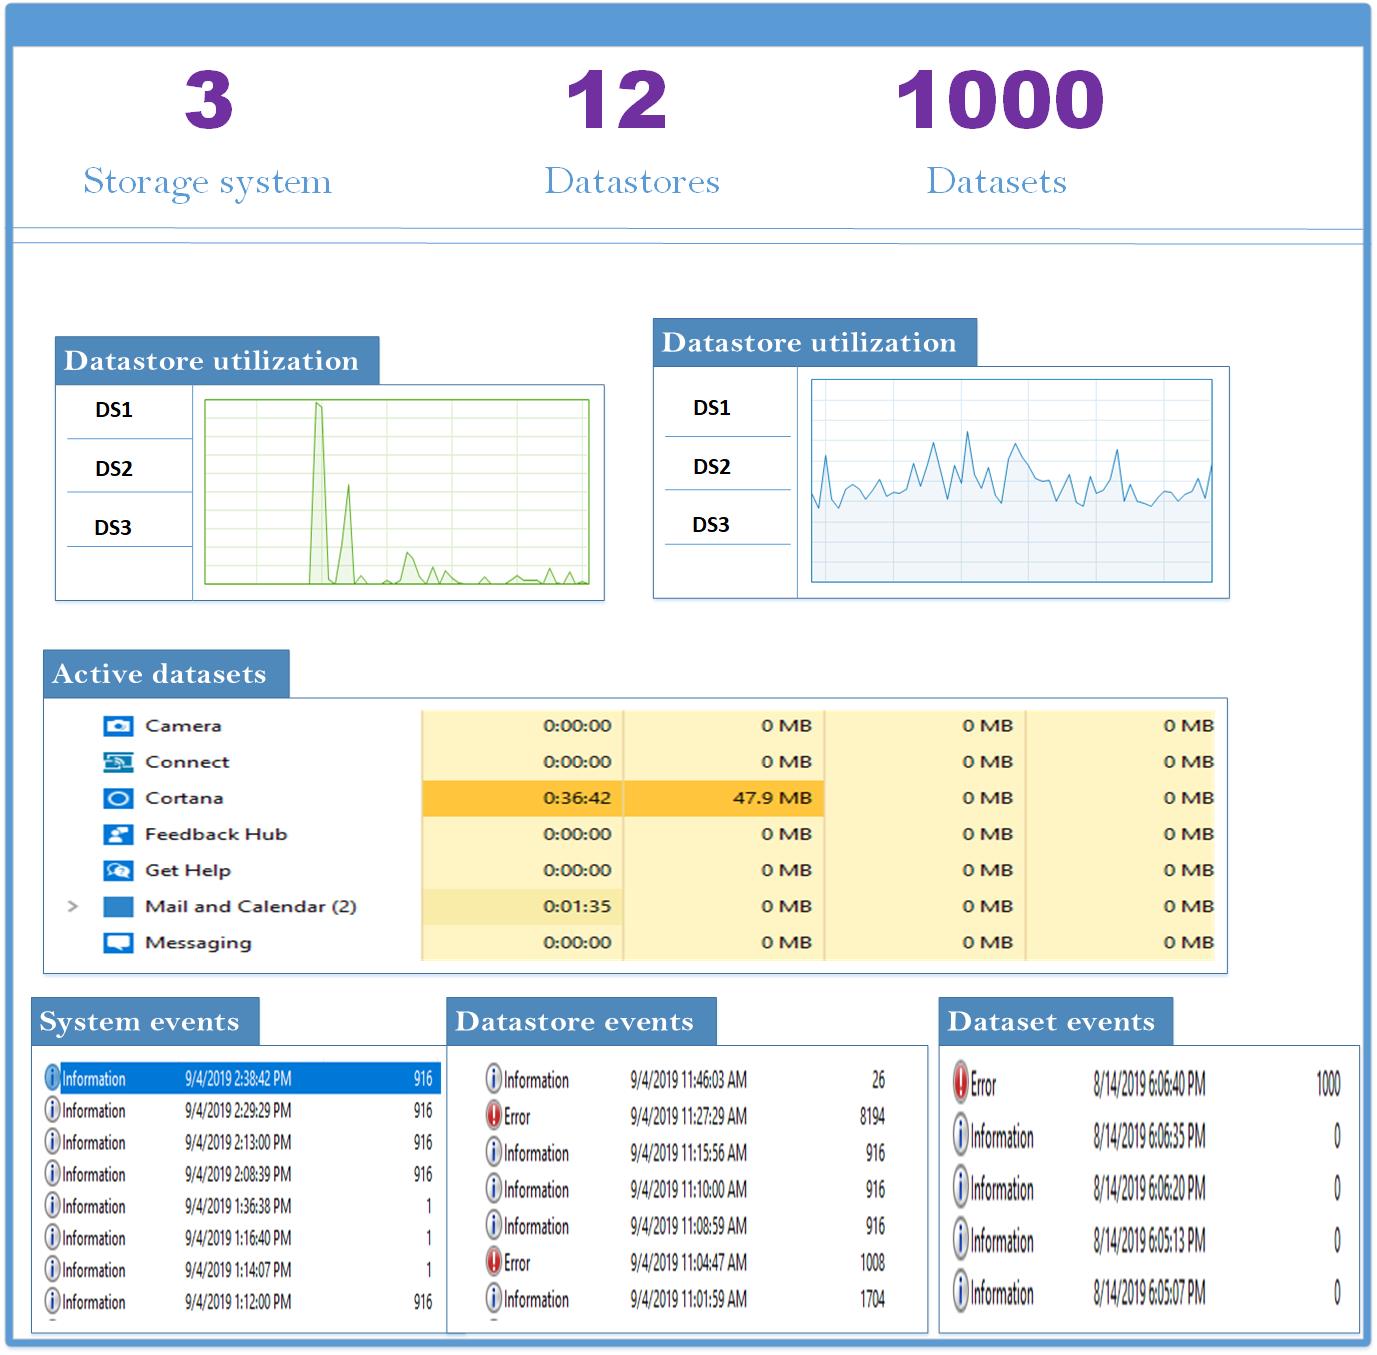 3 12 1000
Storage system Datastores Datasets
Datastore utilization
DS1
DS2
DS3
Datastore utilization
DS1
DS2
DS3
Active datasets
Camera 0:00:00 0 MB 0 MB 0 MB
Connect 0:00:00 0 MB 0 MB 0 MB
Cortana 0:36:42 47.9 MB 0 MB 0 MB
Feedback Hub 0:00:00 0 MB 0 MB 0 MB
Get Help 0:00:00 0 MB 0 MB 0 MB
> Mail and Calendar (2) 0:01:35 0 MB 0 MB 0 MB
Messaging 0:00:00 0 MB 0 MB 0 MB
System events
Information 9/4/2019 2:38:42 PM 916
Information 9/4/2019 2:29:29 PM 916
Information 9/4/2019 2:13:00 PM 916
Information 9/4/2019 2:08:39 PM 916
Information 9/4/2019 1:36:38 PM 1
Information 9/4/2019 1:16:40 PM 1
Information 9/4/2019 1:14:07 PM 1
Information 9/4/2019 1:12:00 PM 916
Datastore events
Information 9/4/2019 11:46:03 AM 26
Error 9/4/2019 11:27:29 AM 8194
Information 9/4/2019 11:15:56 AM 916
Information 9/4/2019 11:10:00 AM 916
Information 9/4/2019 11:08:59 AM 916
Error 9/4/2019 11:04:47 AM 1008
Information 9/4/2019 11:01:59 AM 1704
Dataset events
Error 8/14/2019 6:06:40 PM 1000
Information 8/14/2019 6:06:35 PM 0
Information 8/14/2019 6:06:20 PM 0
Information 8/14/2019 6:05:13 PM 0
Information 8/14/2019 6:05:07 PM 0